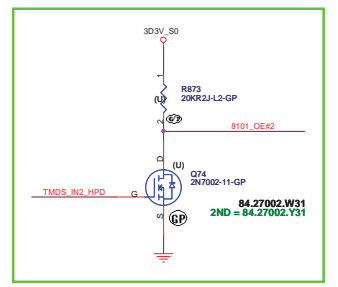 3D3V_S0
1
R873
(U)
20KR2J-L2-GP
2
GP
8101_OE#2
D
(U)
Q74
2N7002-11-GP
TMDS_IN2_HPD
G
84.27002.W31
S
GP
2ND = 84.27002.Y31